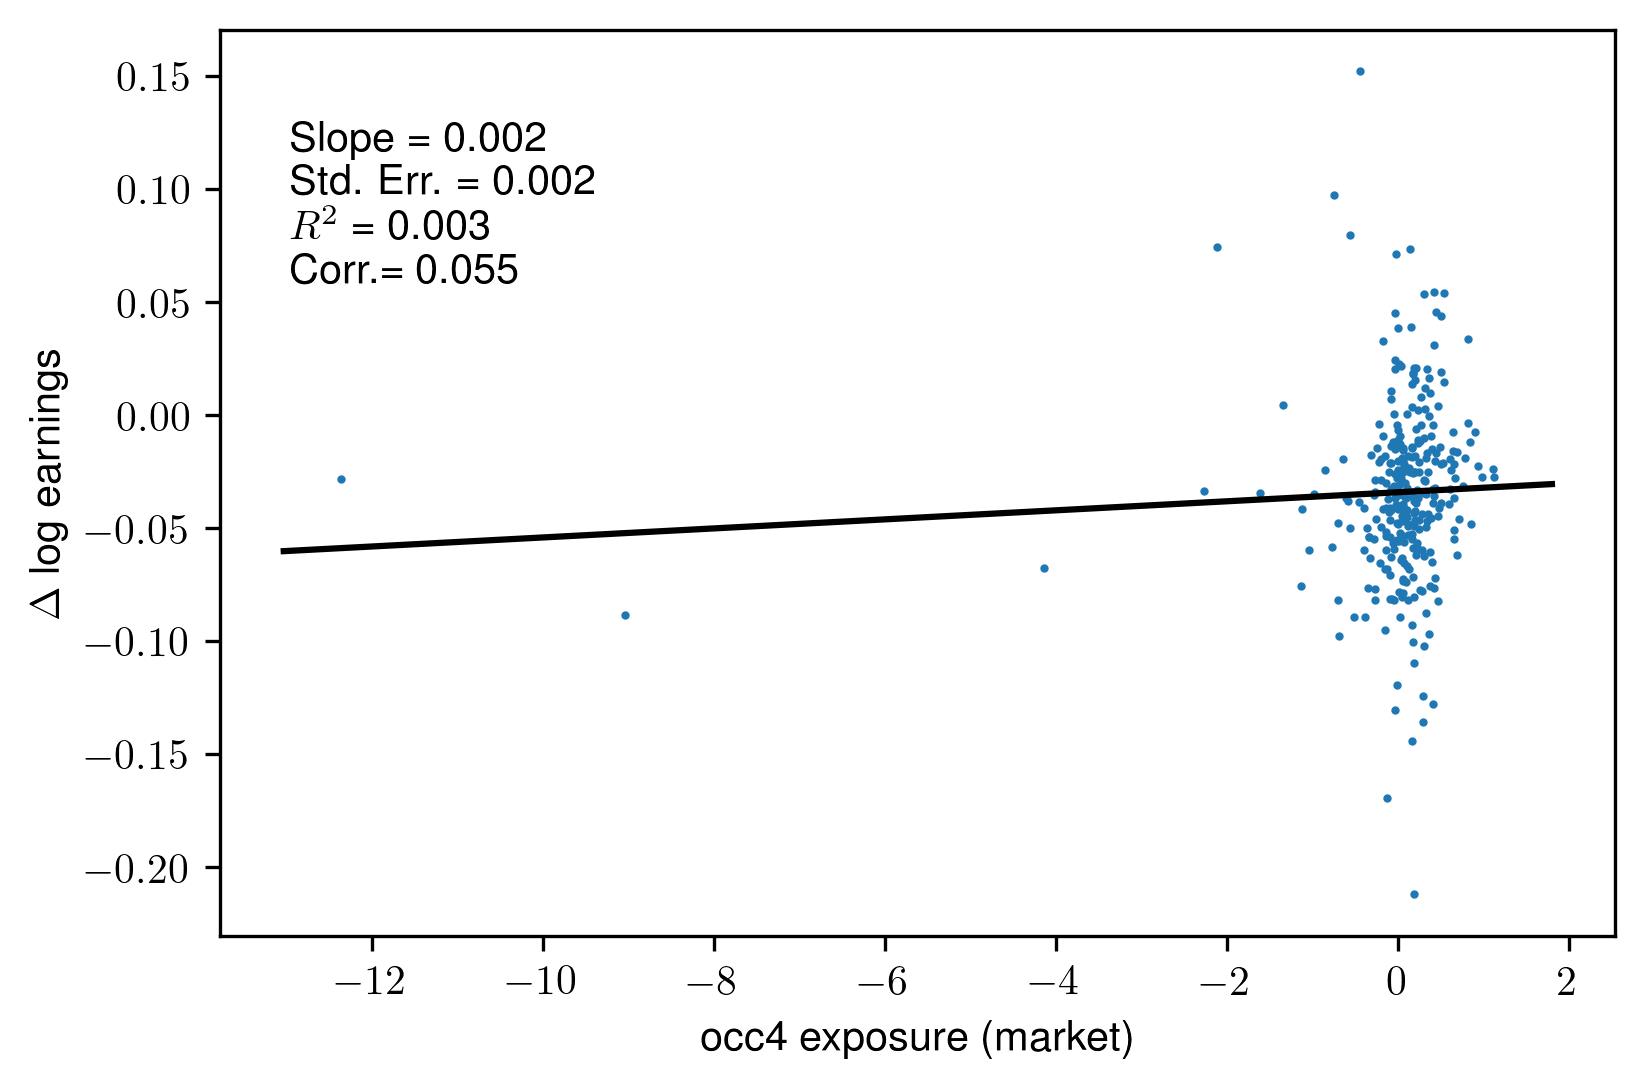 0.15
0.10
0.05
0.00
−0.05
−0.10
−0.15
−0.20
Δ log earnings
Slope = 0.002
Std. Err. = 0.002
R² = 0.003
Corr.= 0.055
−12
−10
−8
−6
−4
−2
0
2
occ4 exposure (market)